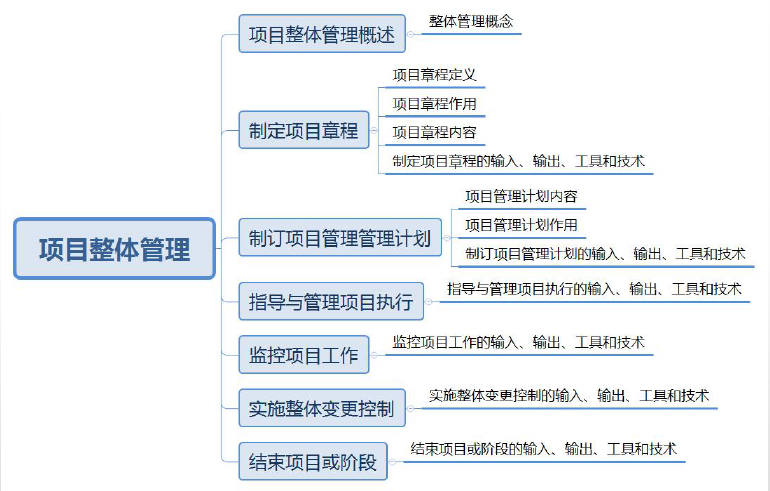 项目整体管理
项目整体管理概述
整体管理概念
制定项目章程
项目章程定义
项目章程作用
项目章程内容
制定项目章程的输入、输出、工具和技术
制订项目管理管理计划
项目管理计划内容
项目管理计划作用
制订项目管理计划的输入、输出、工具和技术
指导与管理项目执行
指导与管理项目执行的输入、输出、工具和技术
监控项目工作
监控项目工作的输入、输出、工具和技术
实施整体变更控制
实施整体变更控制的输入、输出、工具和技术
结束项目或阶段
结束项目或阶段的输入、输出、工具和技术